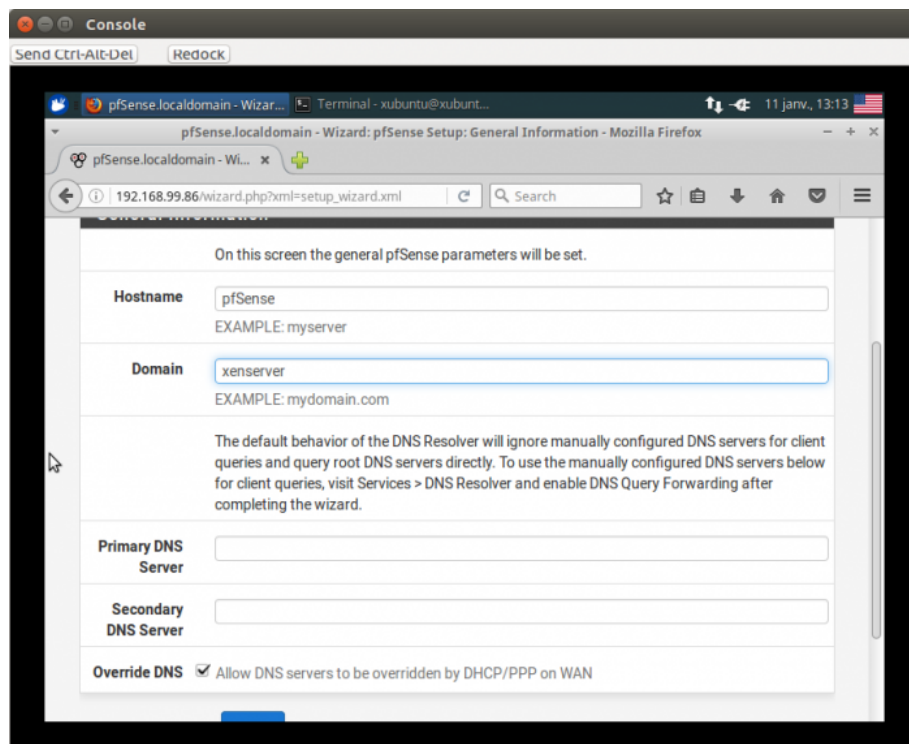 Console
Send Ctrl-Alt-Del Redock
pfSense.localdomain - Wizar... Terminal - xubuntu@xubunt... 11 janv., 13:13
pfSense.localdomain - Wizard: pfSense Setup: General Information - Mozilla Firefox
pfSense.localdomain - Wi...
192.168.99.86/wizard.php?xml=setup_wizard.xml Search
General Information
On this screen the general pfSense parameters will be set.
Hostname pfSense
EXAMPLE: myserver
Domain xenserver
EXAMPLE: mydomain.com
The default behavior of the DNS Resolver will ignore manually configured DNS servers for client
queries and query root DNS servers directly. To use the manually configured DNS servers below
for client queries, visit Services > DNS Resolver and enable DNS Query Forwarding after
completing the wizard.
Primary DNS
Server
Secondary
DNS Server
Override DNS Allow DNS servers to be overridden by DHCP/PPP on WAN